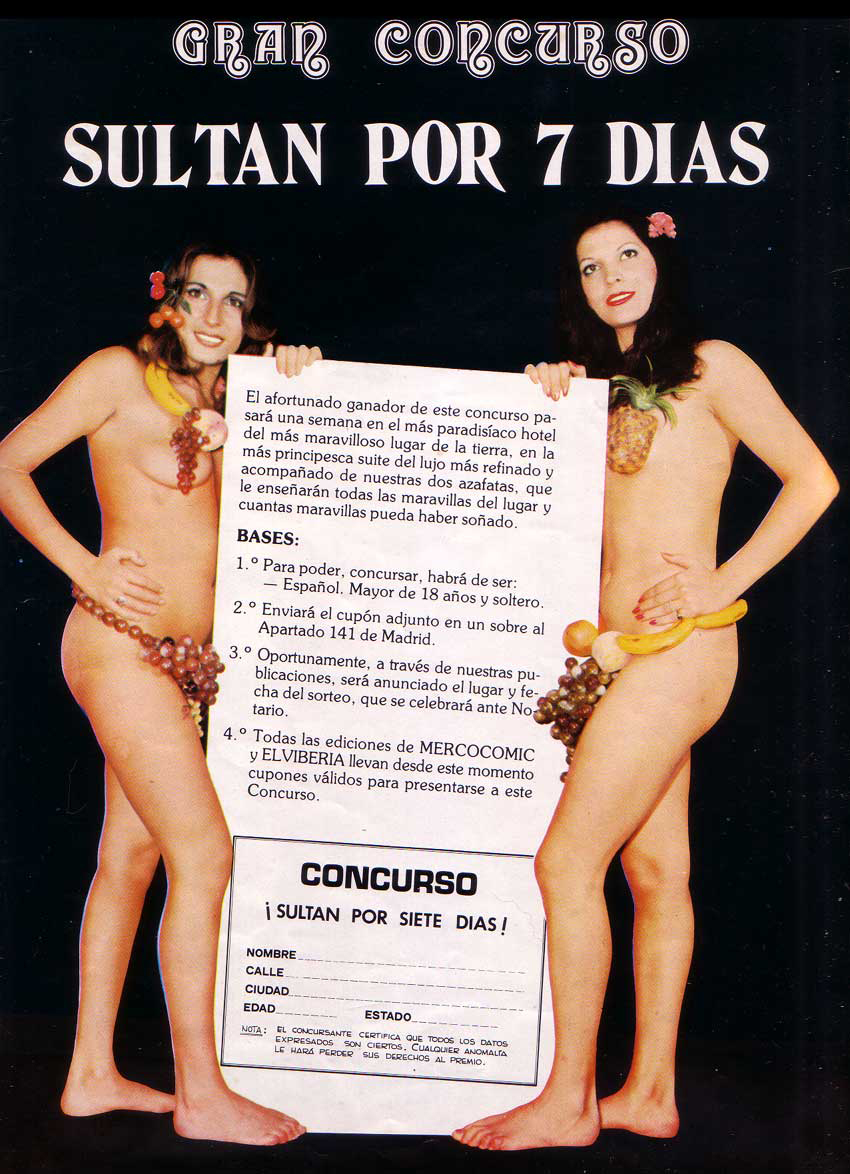 GRAN CONCURSO
SULTAN POR 7 DIAS
El afortunado ganador de este concurso pa-
sará una semana en el más paradisíaco hotel
del más maravilloso lugar de la tierra, en la
más principesca suite del lujo más refinado y
acompañado de nuestras dos azafatas, que
le enseñarán todas las maravillas del lugar y
cuantas maravillas pueda haber soñado.
BASES:
1.º Para poder, concursar, habrá de ser:
— Español. Mayor de 18 años y soltero.
2.º Enviará el cupón adjunto en un sobre al
Apartado 141 de Madrid.
3.º Oportunamente, a través de nuestras pu-
blicaciones, será anunciado el lugar y fe-
cha del sorteo, que se celebrará ante No-
tario.
4.º Todas las ediciones de MERCOCOMIC
y ELVIBERIA llevan desde este momento
cupones válidos para presentarse a este
Concurso.
CONCURSO
¡SULTAN POR SIETE DIAS!
NOMBRE
CALLE
CIUDAD
EDAD ESTADO
NOTA: EL CONCURSANTE CERTIFICA QUE TODOS LOS DATOS
EXPRESADOS SON CIERTOS. CUALQUIER ANOMALTA
LE HARÁ PERDER SUS DERECHOS AL PREMIO.